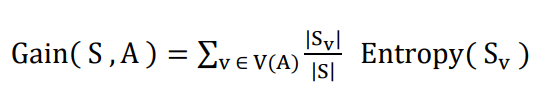 Gain( S , A ) = ∑v ∈ V(A) |Sv| / |S| Entropy( Sv )